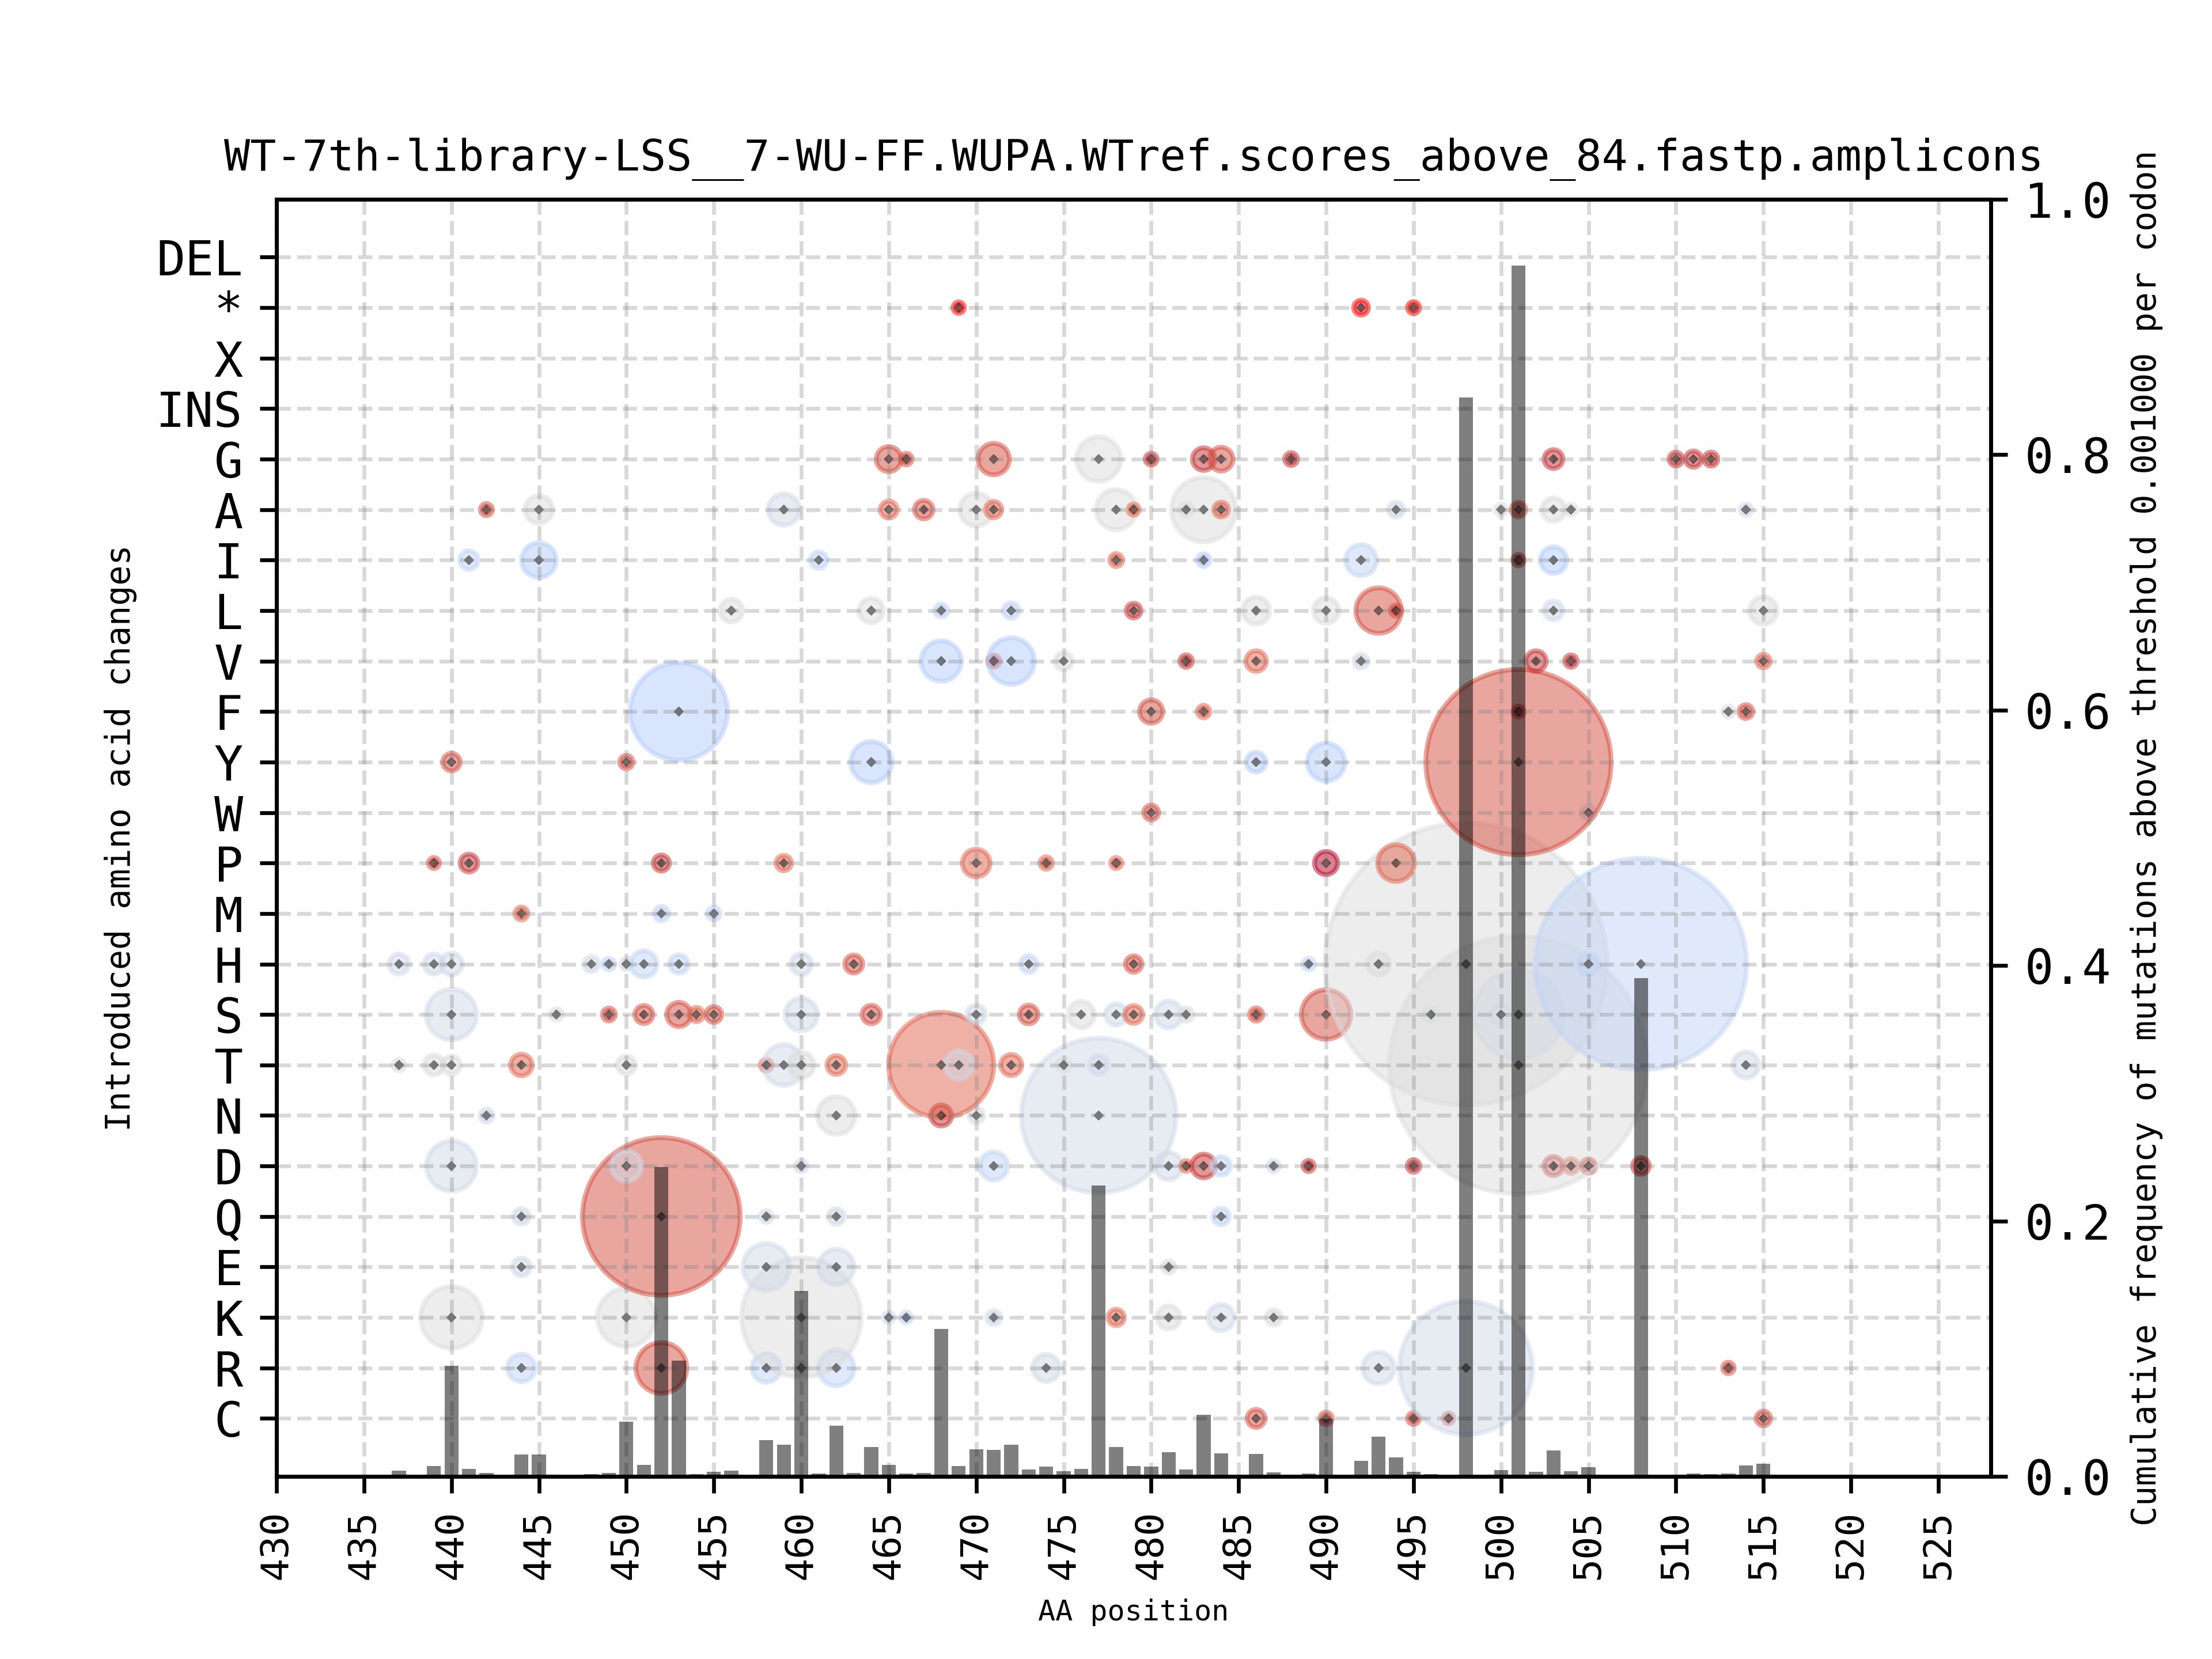 WT-7th-library-LSS__7-WU-FF.WUPA.WTref.scores_above_84.fastp.amplicons
Introduced amino acid changes
DEL
*
X
INS
G
A
I
L
V
F
Y
W
P
M
H
S
T
N
D
Q
E
K
R
C
1.0
0.8
0.6
0.4
0.2
0.0
Cumulative frequency of mutations above threshold 0.001000 per codon
430 435 440 445 450 455 460 465 470 475 480 485 490 495 500 505 510 515 520 525
AA position